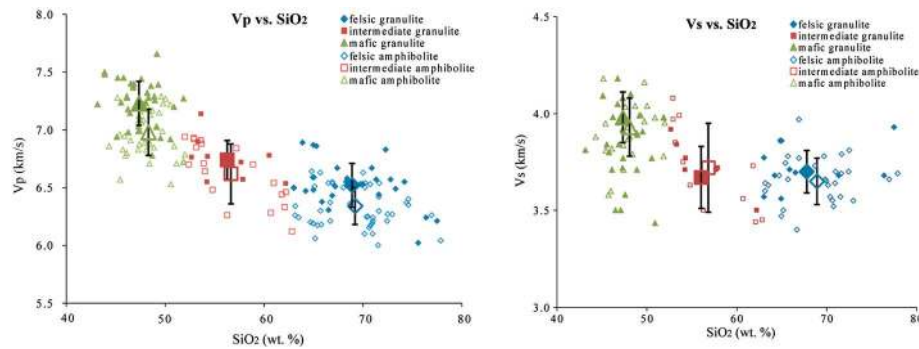 Vp vs. SiO2
felsic granulite
intermediate granulite
mafic granulite
felsic amphibolite
intermediate amphibolite
mafic amphibolite
8.0
7.5
7.0
6.5
6.0
5.5
Vp (km/s)
40 50 60 70 80
SiO2 (wt. %)
Vs vs. SiO2
felsic granulite
intermediate granulite
mafic granulite
felsic amphibolite
intermediate amphibolite
mafic amphibolite
4.5
4.0
3.5
3.0
Vs (km/s)
40 50 60 70 80
SiO2 (wt. %)